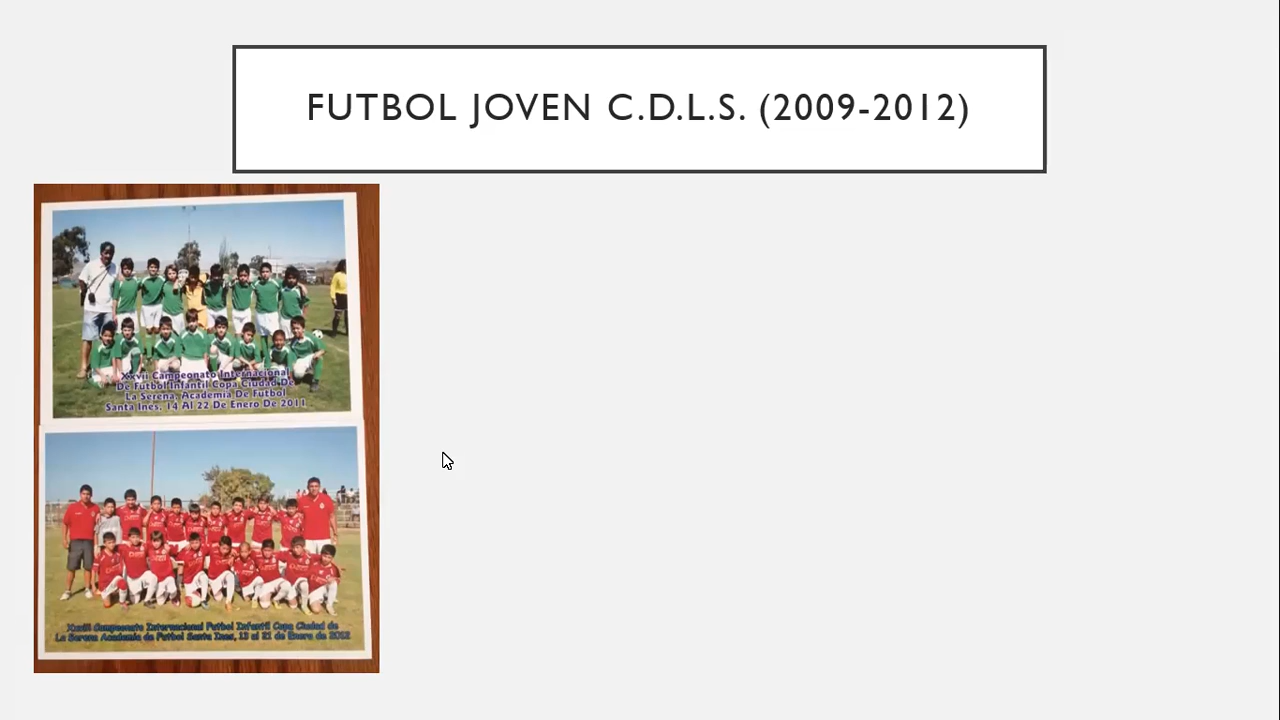 FUTBOL JOVEN C.D.L.S. (2009-2012)
Xxvii Campeonato Internacional
De Futbol Infantil Copa Ciudad De
La Serena, Academia De Futbol
Santa Ines, 14 Al 22 De Enero De 2011
Xxviii Campeonato Internacional Futbol Infantil Copa Ciudad de
La Serena Academia de Futbol Santa Ines, 13 al 21 de Enero de 2012